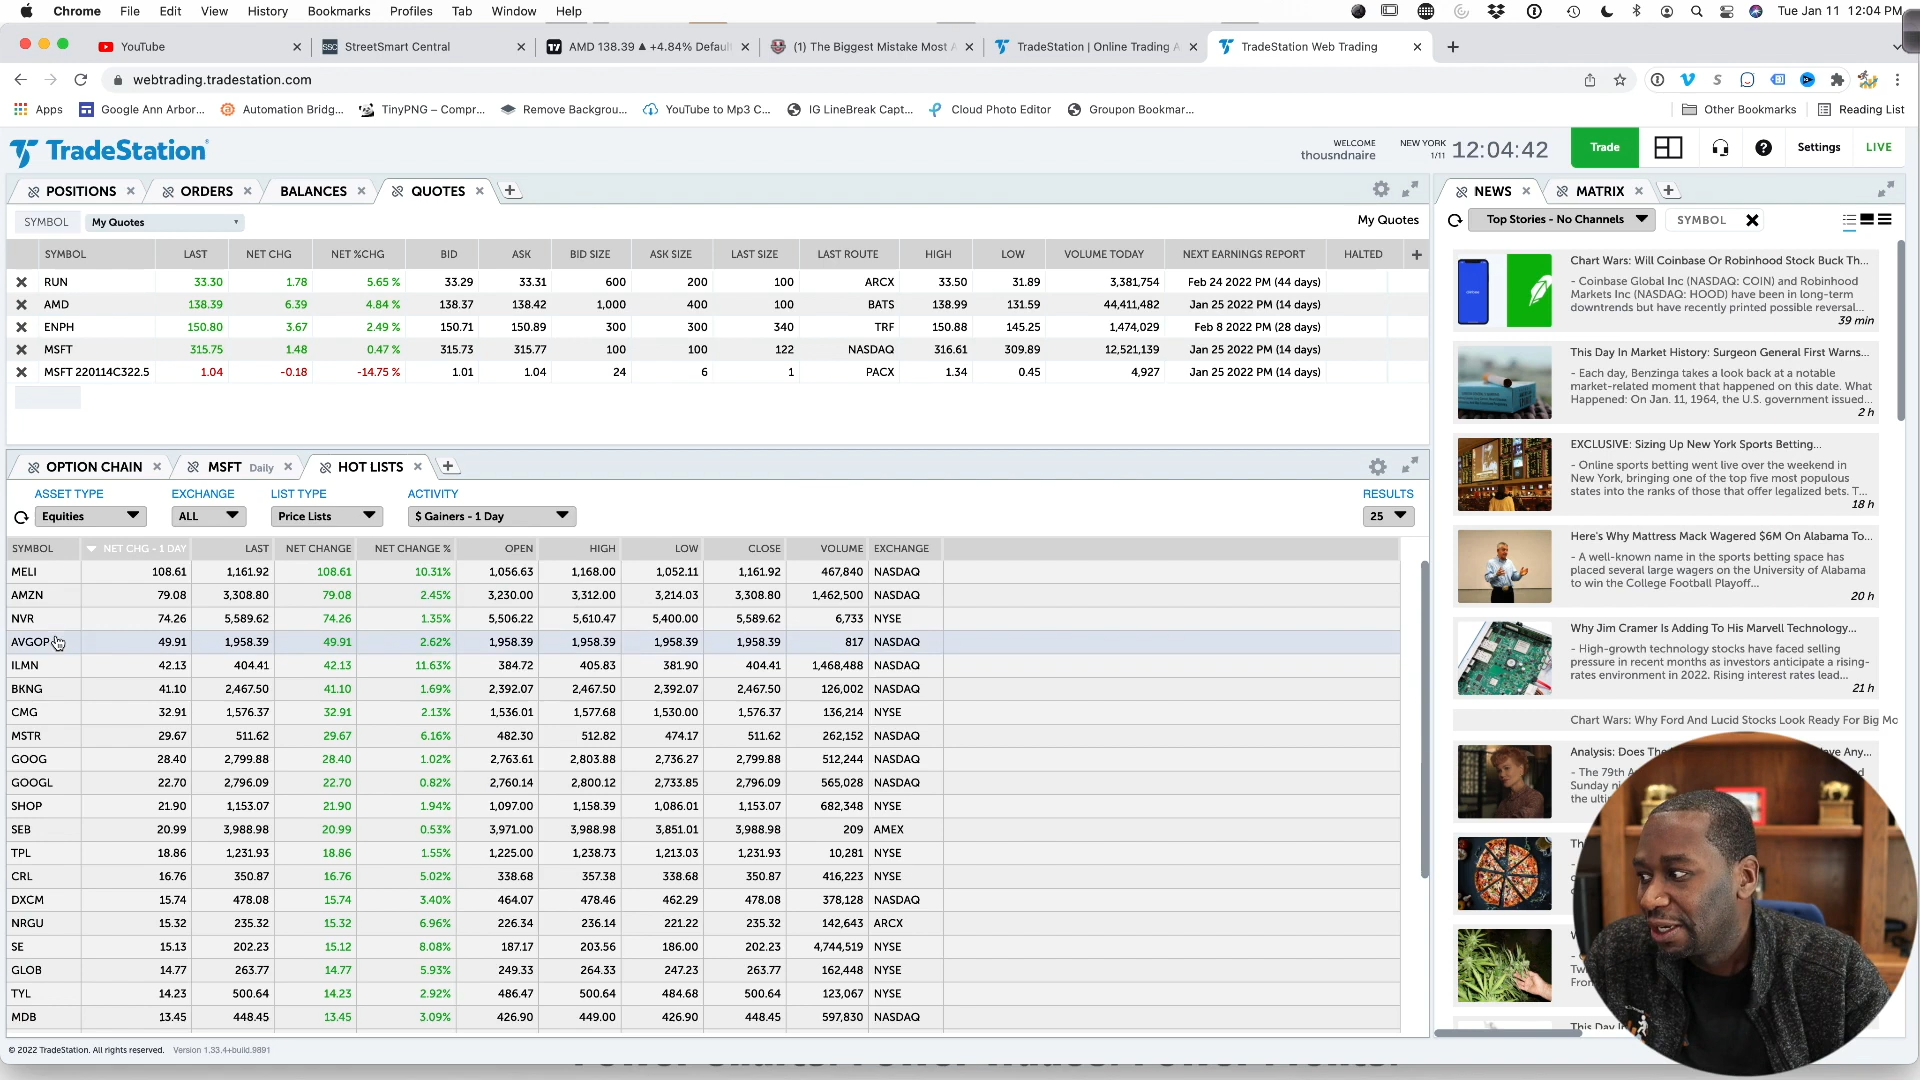 Chrome File Edit View History Bookmarks Profiles Tab Window Help Tue Jan 11 12:04 PM
YouTube StreetSmart Central AMD 138.39 ▲ +4.84% Defaul (1) The Biggest Mistake Most A TradeStation | Online Trading A TradeStation Web Trading
webtrading.tradestation.com
Apps Google Ann Arbor... Automation Bridg... TinyPNG – Compr... Remove Backgrou... YouTube to Mp3 C... IG LineBreak Capt... Cloud Photo Editor Groupon Bookmar... Other Bookmarks Reading List
TradeStation WELCOME thousndnaire NEW YORK 1/11 12:04:42 Trade Settings LIVE
POSITIONS ORDERS BALANCES QUOTES
SYMBOL My Quotes My Quotes
SYMBOL LAST NET CHG NET %CHG BID ASK BID SIZE ASK SIZE LAST SIZE LAST ROUTE HIGH LOW VOLUME TODAY NEXT EARNINGS REPORT HALTED
RUN 33.30 1.78 5.65 % 33.29 33.31 600 200 100 ARCX 33.50 31.89 3,381,754 Feb 24 2022 PM (44 days)
AMD 138.39 6.39 4.84 % 138.37 138.42 1,000 400 100 BATS 138.99 131.59 44,411,482 Jan 25 2022 PM (14 days)
ENPH 150.80 3.67 2.49 % 150.71 150.89 300 300 340 TRF 150.88 145.25 1,474,029 Feb 8 2022 PM (28 days)
MSFT 315.75 1.48 0.47 % 315.73 315.77 100 100 122 NASDAQ 316.61 309.89 12,521,139 Jan 25 2022 PM (14 days)
MSFT 220114C322.5 1.04 -0.18 -14.75 % 1.01 1.04 24 6 1 PACX 1.34 0.45 4,927 Jan 25 2022 PM (14 days)
OPTION CHAIN MSFT Daily HOT LISTS
ASSET TYPE EXCHANGE LIST TYPE ACTIVITY RESULTS
Equities ALL Price Lists $ Gainers - 1 Day 25
SYMBOL NET CHG - 1 DAY LAST NET CHANGE NET CHANGE % OPEN HIGH LOW CLOSE VOLUME EXCHANGE
MELI 108.61 1,161.92 108.61 10.31% 1,056.63 1,168.00 1,052.11 1,161.92 467,840 NASDAQ
AMZN 79.08 3,308.80 79.08 2.45% 3,230.00 3,312.00 3,214.03 3,308.80 1,462,500 NASDAQ
NVR 74.26 5,589.62 74.26 1.35% 5,506.22 5,610.47 5,400.00 5,589.62 6,733 NYSE
AVGOP 49.91 1,958.39 49.91 2.62% 1,958.39 1,958.39 1,958.39 1,958.39 817 NASDAQ
ILMN 42.13 404.41 42.13 11.63% 384.72 405.83 381.90 404.41 1,468,488 NASDAQ
BKNG 41.10 2,467.50 41.10 1.69% 2,392.07 2,467.50 2,392.07 2,467.50 126,002 NASDAQ
CMG 32.91 1,576.37 32.91 2.13% 1,536.01 1,577.68 1,530.00 1,576.37 136,214 NYSE
MSTR 29.67 511.62 29.67 6.16% 482.30 512.82 474.17 511.62 262,152 NASDAQ
GOOG 28.40 2,799.88 28.40 1.02% 2,763.61 2,803.88 2,736.27 2,799.88 512,244 NASDAQ
GOOGL 22.70 2,796.09 22.70 0.82% 2,760.14 2,800.12 2,733.85 2,796.09 565,028 NASDAQ
SHOP 21.90 1,153.07 21.90 1.94% 1,097.00 1,158.39 1,086.01 1,153.07 682,348 NYSE
SEB 20.99 3,988.98 20.99 0.53% 3,971.00 3,988.98 3,851.01 3,988.98 209 AMEX
TPL 18.86 1,231.93 18.86 1.55% 1,225.00 1,238.73 1,213.03 1,231.93 10,281 NYSE
CRL 16.76 350.87 16.76 5.02% 338.68 357.38 338.68 350.87 416,223 NYSE
DXCM 15.74 478.08 15.74 3.40% 464.07 478.46 462.29 478.08 378,128 NASDAQ
NRGU 15.32 235.32 15.32 6.96% 226.34 236.14 221.22 235.32 142,643 ARCX
SE 15.13 202.23 15.12 8.08% 187.17 203.56 186.00 202.23 4,744,519 NYSE
GLOB 14.77 263.77 14.77 5.93% 249.33 264.33 247.23 263.77 162,448 NYSE
TYL 14.23 500.64 14.23 2.92% 486.47 500.64 484.68 500.64 123,067 NYSE
MDB 13.45 448.45 13.45 3.09% 426.90 449.00 426.90 448.45 597,830 NASDAQ
© 2022 TradeStation. All rights reserved. Version 1.33.4+build.9891
NEWS MATRIX
Top Stories - No Channels SYMBOL
Chart Wars: Will Coinbase Or Robinhood Stock Buck Th...
- Coinbase Global Inc (NASDAQ: COIN) and Robinhood
Markets Inc (NASDAQ: HOOD) have been in long-term
downtrends but have recently printed possible reversal...
39 min
This Day In Market History: Surgeon General First Warns...
- Each day, Benzinga takes a look back at a notable
market-related moment that happened on this date. What
Happened: On Jan. 11, 1964, the U.S. government issued...
2 h
EXCLUSIVE: Sizing Up New York Sports Betting...
- Online sports betting went live over the weekend in
New York, bringing one of the top five most populous
states into the ranks of those that offer legalized bets. T...
18 h
Here's Why Mattress Mack Wagered $6M On Alabama To...
- A well-known name in the sports betting space has
placed several large wagers on the University of Alabama
to win the College Football Playoff...
20 h
Why Jim Cramer Is Adding To His Marvell Technology...
- High-growth technology stocks have faced selling
pressure in recent months as investors anticipate a rising-
rates environment in 2022. Rising interest rates lead...
21 h
Chart Wars: Why Ford And Lucid Stocks Look Ready For Big Mo
Analysis: Does Th ve Any...
- The 79th A
Sunday ni
the ulti
Th
Tw
From
This Day I